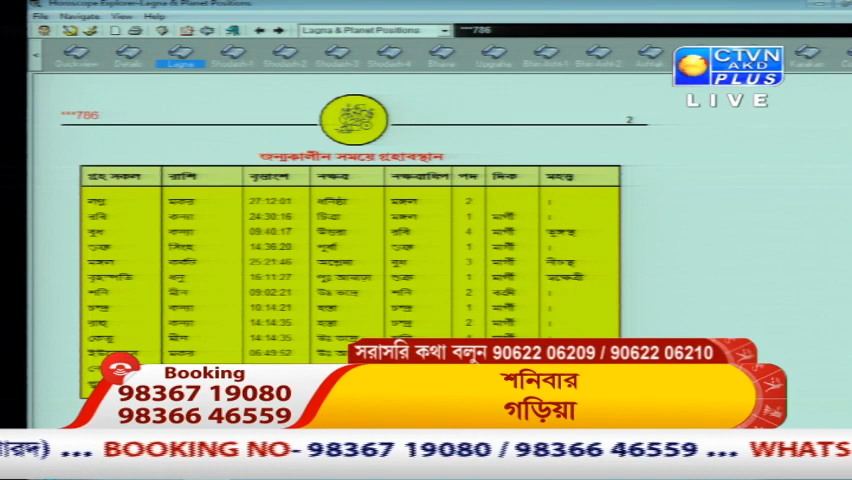 Horoscope Explorer-Lagna & Planet Positions
File Navigate View Help
Lagna & Planet Positions
***786
Quickview Details Lagna Shodash-1 Shodash-2 Shodash-3 Shodash-4 Bhava Upgraha Bhin Asht-1 Bhin Asht-2 Ashtak Karakas
CTVN
AKD
PLUS
LIVE
***786
2
জন্মকালীন সময়ে গ্রহাবস্থান
গ্রহ সকল রাশি বৃত্তাংশ নক্ষত্র নক্ষত্রাধিপ পদ দিক মহত্ত্ব
লগ্ন মকর 27:12:01 ধনিষ্ঠা মঙ্গল 2 ।
রবি কন্যা 24:30:16 চিত্রা মঙ্গল 1 মার্গী ।
বুধ কন্যা 09:40:17 উত্তরা রবি 4 মার্গী
শুক্র সিংহ 14:36:20 পূর্বা শুক্র 1 মার্গী ।
মঙ্গল কর্কট 25:21:46 অশ্লেষা বুধ 3 মার্গী নীচস্থ
বৃহস্পতি ধনু 16:11:27 পূঃ আষাঢ়া শুক্র 1 মার্গী
শনি মীন 09:02:21 উঃ ভাদ্র শনি 2 বক্রী ।
চন্দ্র কন্যা 10:14:21 হস্তা চন্দ্র 1 মার্গী ।
রাহু কন্যা 14:14:35 হস্তা চন্দ্র 2 মার্গী ।
কেতু মীন 14:14:35 উঃ ভাদ্র
মকর 06:49:52
সরাসরি কথা বলুন 90622 06209 / 90622 06210
Booking
98367 19080
98366 46559
শনিবার
গড়িয়া
... BOOKING NO- 98367 19080 / 98366 46559 ... WHATS